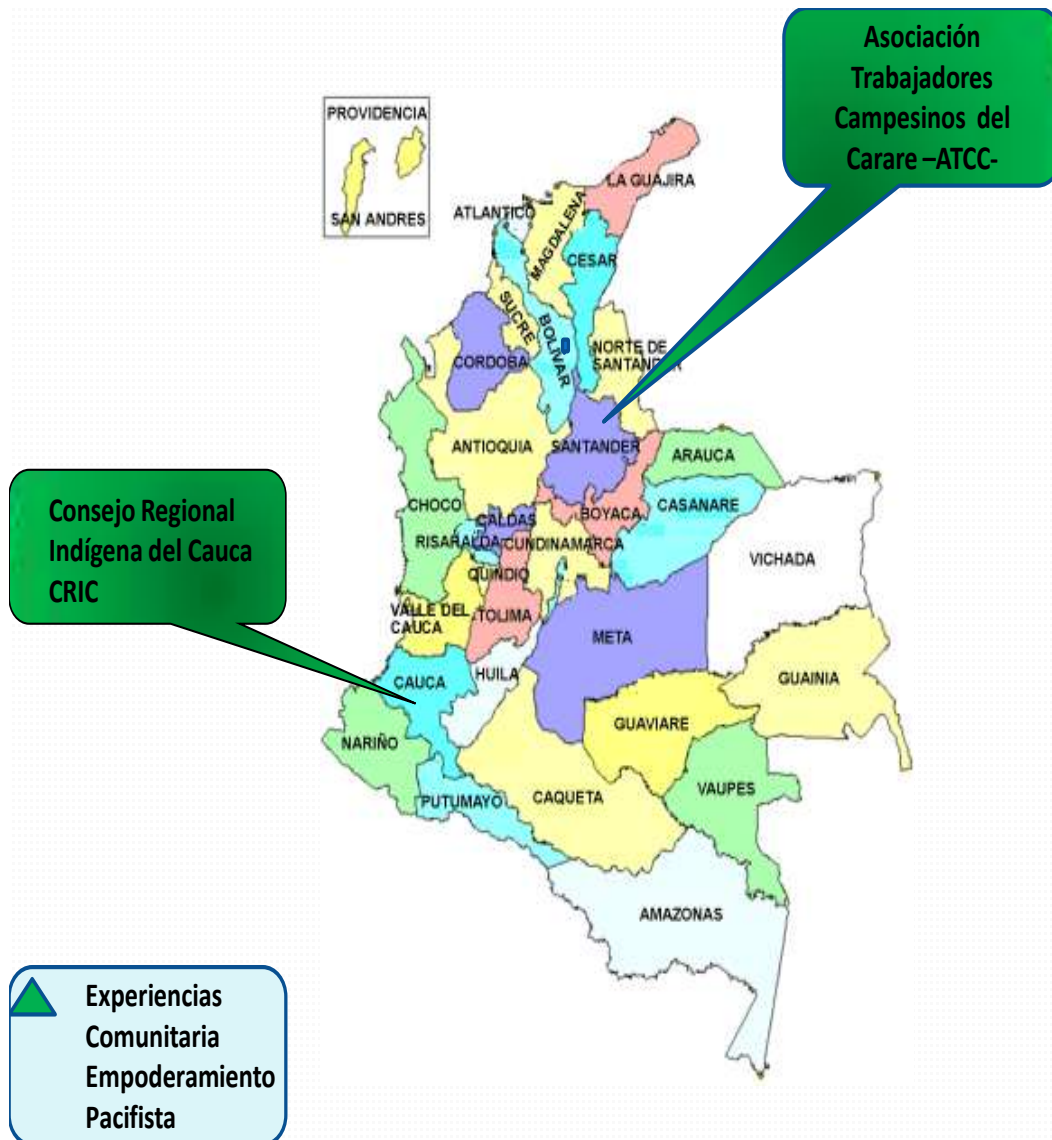 Asociación
Trabajadores
Campesinos del
Carare –ATCC-
PROVIDENCIA
SAN ANDRES
LA GUAJIRA
ATLANTICO
MAGDALENA
CESAR
SUCRE
BOLIVAR
NORTE DE
SANTANDER
CORDOBA
ANTIOQUIA
SANTANDER
ARAUCA
Consejo Regional
Indígena del Cauca
CRIC
CHOCO
CALDAS
BOYACA
CASANARE
RISARALDA
CUNDINAMARCA
VICHADA
QUINDIO
VALLE DEL
CAUCA
TOLIMA
META
HUILA
CAUCA
GUAINIA
GUAVIARE
NARIÑO
VAUPES
PUTUMAYO
CAQUETA
AMAZONAS
Experiencias
Comunitaria
Empoderamiento
Pacifista